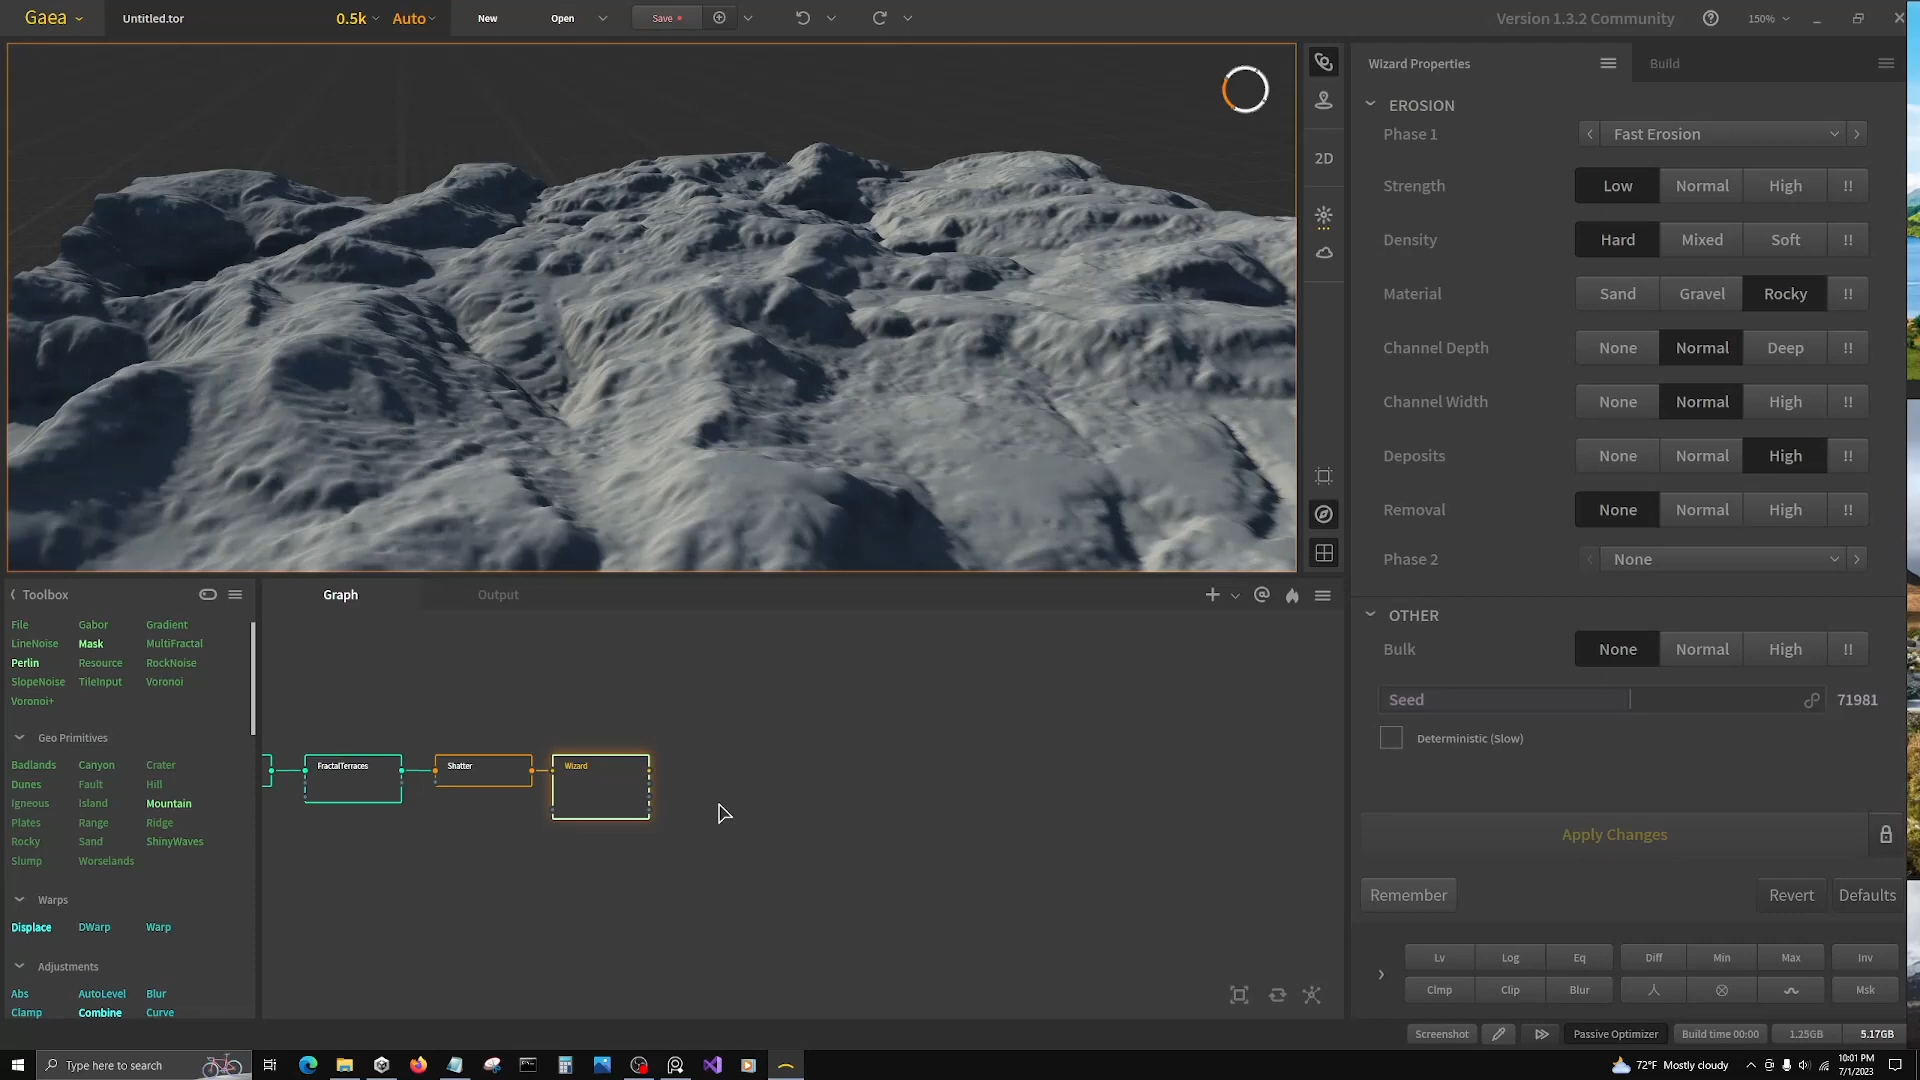 Gaea
Untitled.tor
0.5k
Auto
New
Open
Save
Version 1.3.2 Community
150%
2D
Wizard Properties
Build
EROSION
Phase 1
Fast Erosion
Strength
Low
Normal
High
!!
Density
Hard
Mixed
Soft
!!
Material
Sand
Gravel
Rocky
!!
Channel Depth
None
Normal
Deep
!!
Channel Width
None
Normal
High
!!
Deposits
None
Normal
High
!!
Removal
None
Normal
High
!!
Phase 2
None
OTHER
Bulk
None
Normal
High
!!
Seed
71981
Deterministic (Slow)
Apply Changes
Remember
Revert
Defaults
Lv
Log
Eq
Diff
Min
Max
Inv
Clmp
Clip
Blur
Msk
Screenshot
Passive Optimizer
Build time 00:00
1.25GB
5.17GB
Toolbox
File
Gabor
Gradient
LineNoise
Mask
MultiFractal
Perlin
Resource
RockNoise
SlopeNoise
TileInput
Voronoi
Voronoi+
Geo Primitives
Badlands
Canyon
Crater
Dunes
Fault
Hill
Igneous
Island
Mountain
Plates
Range
Ridge
Rocky
Sand
ShinyWaves
Slump
Worselands
Warps
Displace
DWarp
Warp
Adjustments
Abs
AutoLevel
Blur
Clamp
Combine
Curve
Graph
Output
FractalTerraces
Shatter
Wizard
Type here to search
72°F Mostly cloudy
10:01 PM
7/1/2023